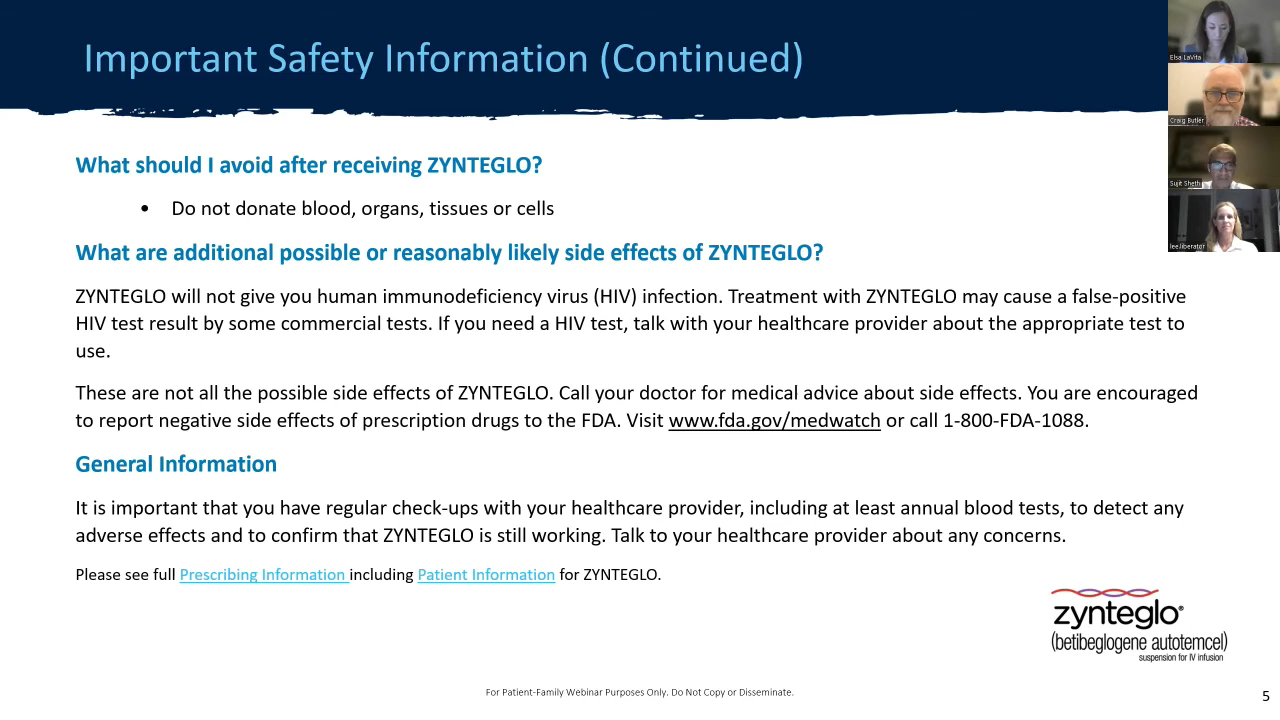 Important Safety Information (Continued)
Elsa LaVita
Craig Butler
Sujit Sheth
lee.liberator
What should I avoid after receiving ZYNTEGLO?
• Do not donate blood, organs, tissues or cells
What are additional possible or reasonably likely side effects of ZYNTEGLO?
ZYNTEGLO will not give you human immunodeficiency virus (HIV) infection. Treatment with ZYNTEGLO may cause a false-positive
HIV test result by some commercial tests. If you need a HIV test, talk with your healthcare provider about the appropriate test to
use.
These are not all the possible side effects of ZYNTEGLO. Call your doctor for medical advice about side effects. You are encouraged
to report negative side effects of prescription drugs to the FDA. Visit www.fda.gov/medwatch or call 1-800-FDA-1088.
General Information
It is important that you have regular check-ups with your healthcare provider, including at least annual blood tests, to detect any
adverse effects and to confirm that ZYNTEGLO is still working. Talk to your healthcare provider about any concerns.
Please see full Prescribing Information including Patient Information for ZYNTEGLO.
zynteglo®
(betibeglogene autotemcel)
suspension for IV infusion
For Patient-Family Webinar Purposes Only. Do Not Copy or Disseminate.
5